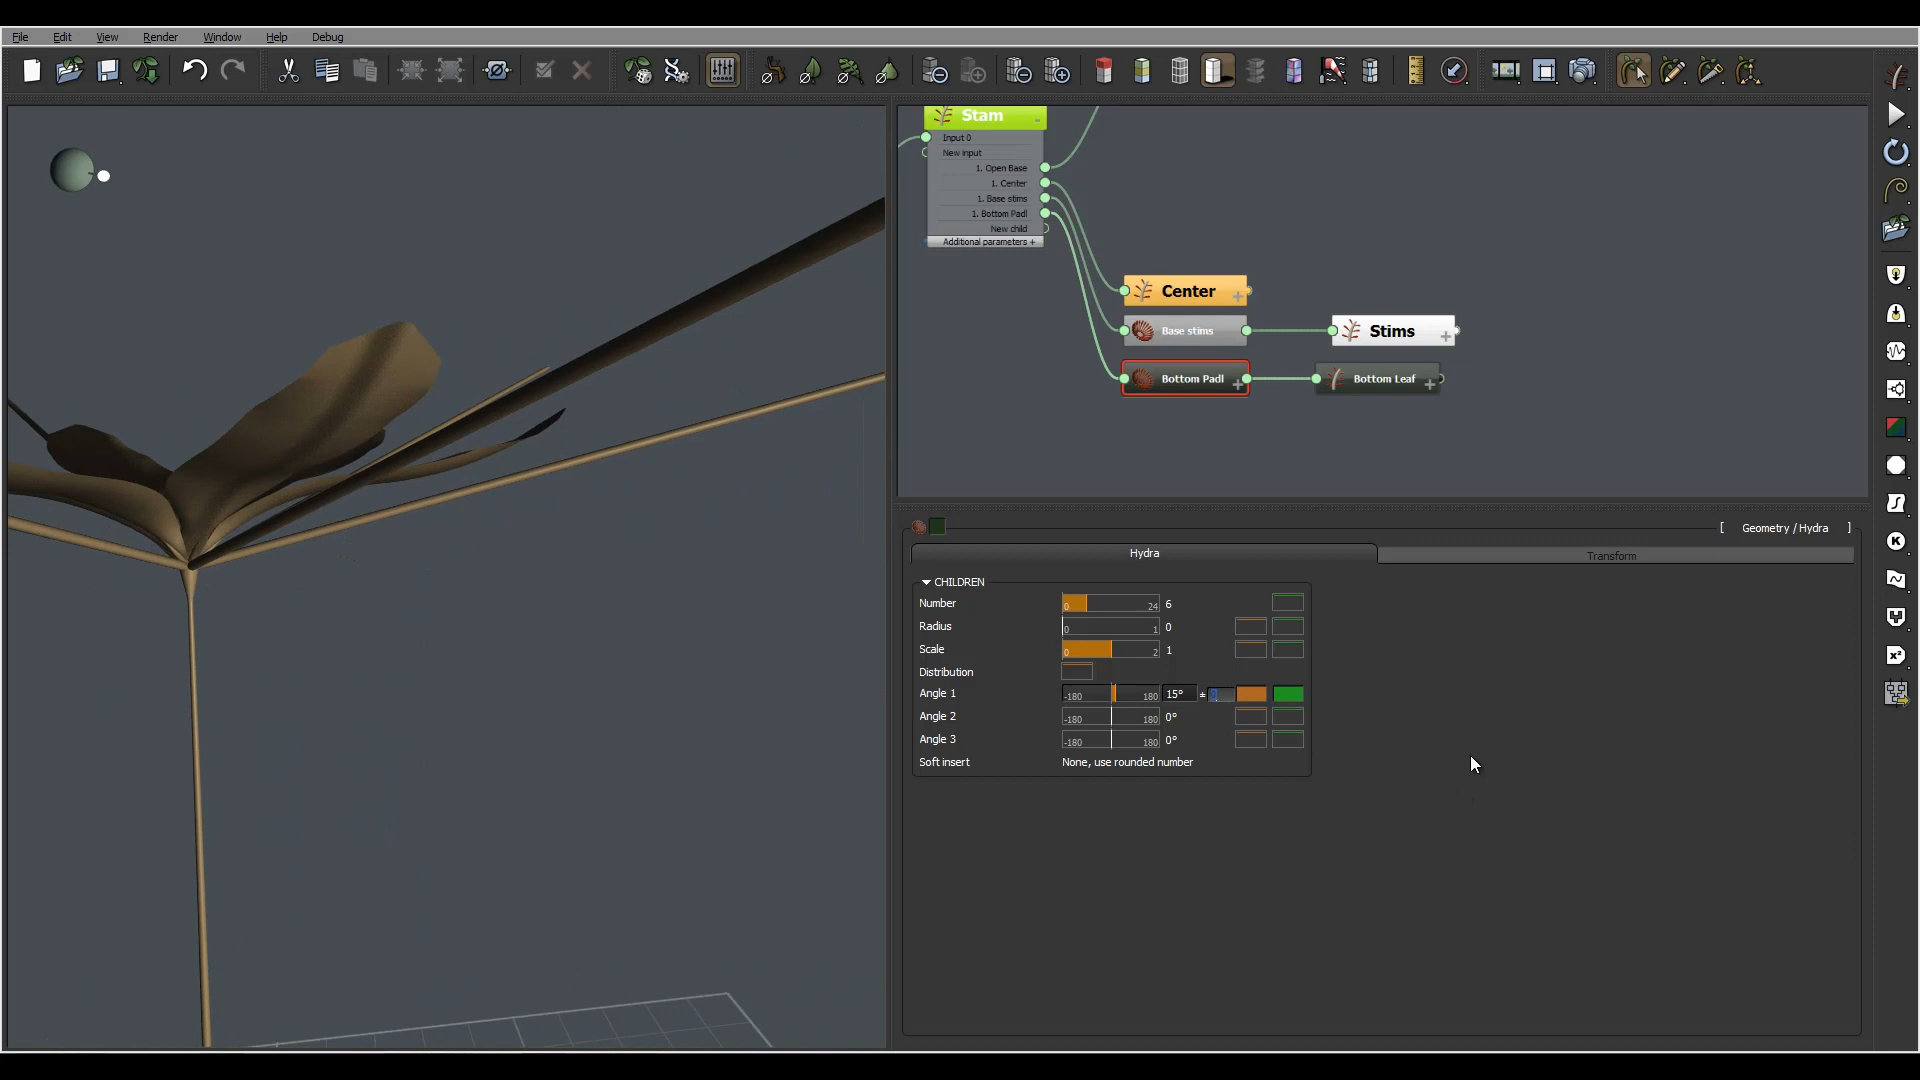 File Edit View Render Window Help Debug
Stam
Input 0
New input
1. Open Base
1. Center
1. Base stims
1. Bottom Padl
New child
Additional parameters +
Center
Base stims
Stims
Bottom Padl
Bottom Leaf
[ Geometry / Hydra ]
Hydra
Transform
CHILDREN
Number 0 24 6
Radius 0 1 0
Scale 0 2 1
Distribution
Angle 1 -180 180 15° ± 0
Angle 2 -180 180 0°
Angle 3 -180 180 0°
Soft insert None, use rounded number
K
x²